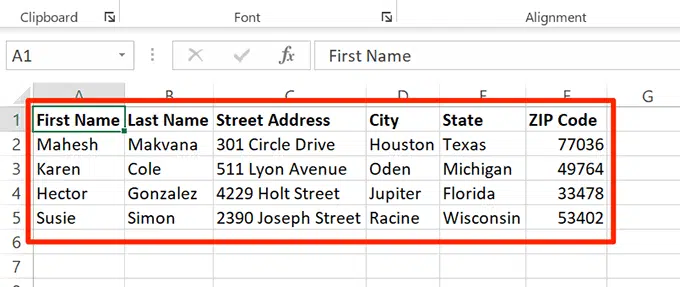 Clipboard Font Alignment
A1 fx First Name
A B C D E F G
1 First Name Last Name Street Address City State ZIP Code
2 Mahesh Makvana 301 Circle Drive Houston Texas 77036
3 Karen Cole 511 Lyon Avenue Oden Michigan 49764
4 Hector Gonzalez 4229 Holt Street Jupiter Florida 33478
5 Susie Simon 2390 Joseph Street Racine Wisconsin 53402
6
7